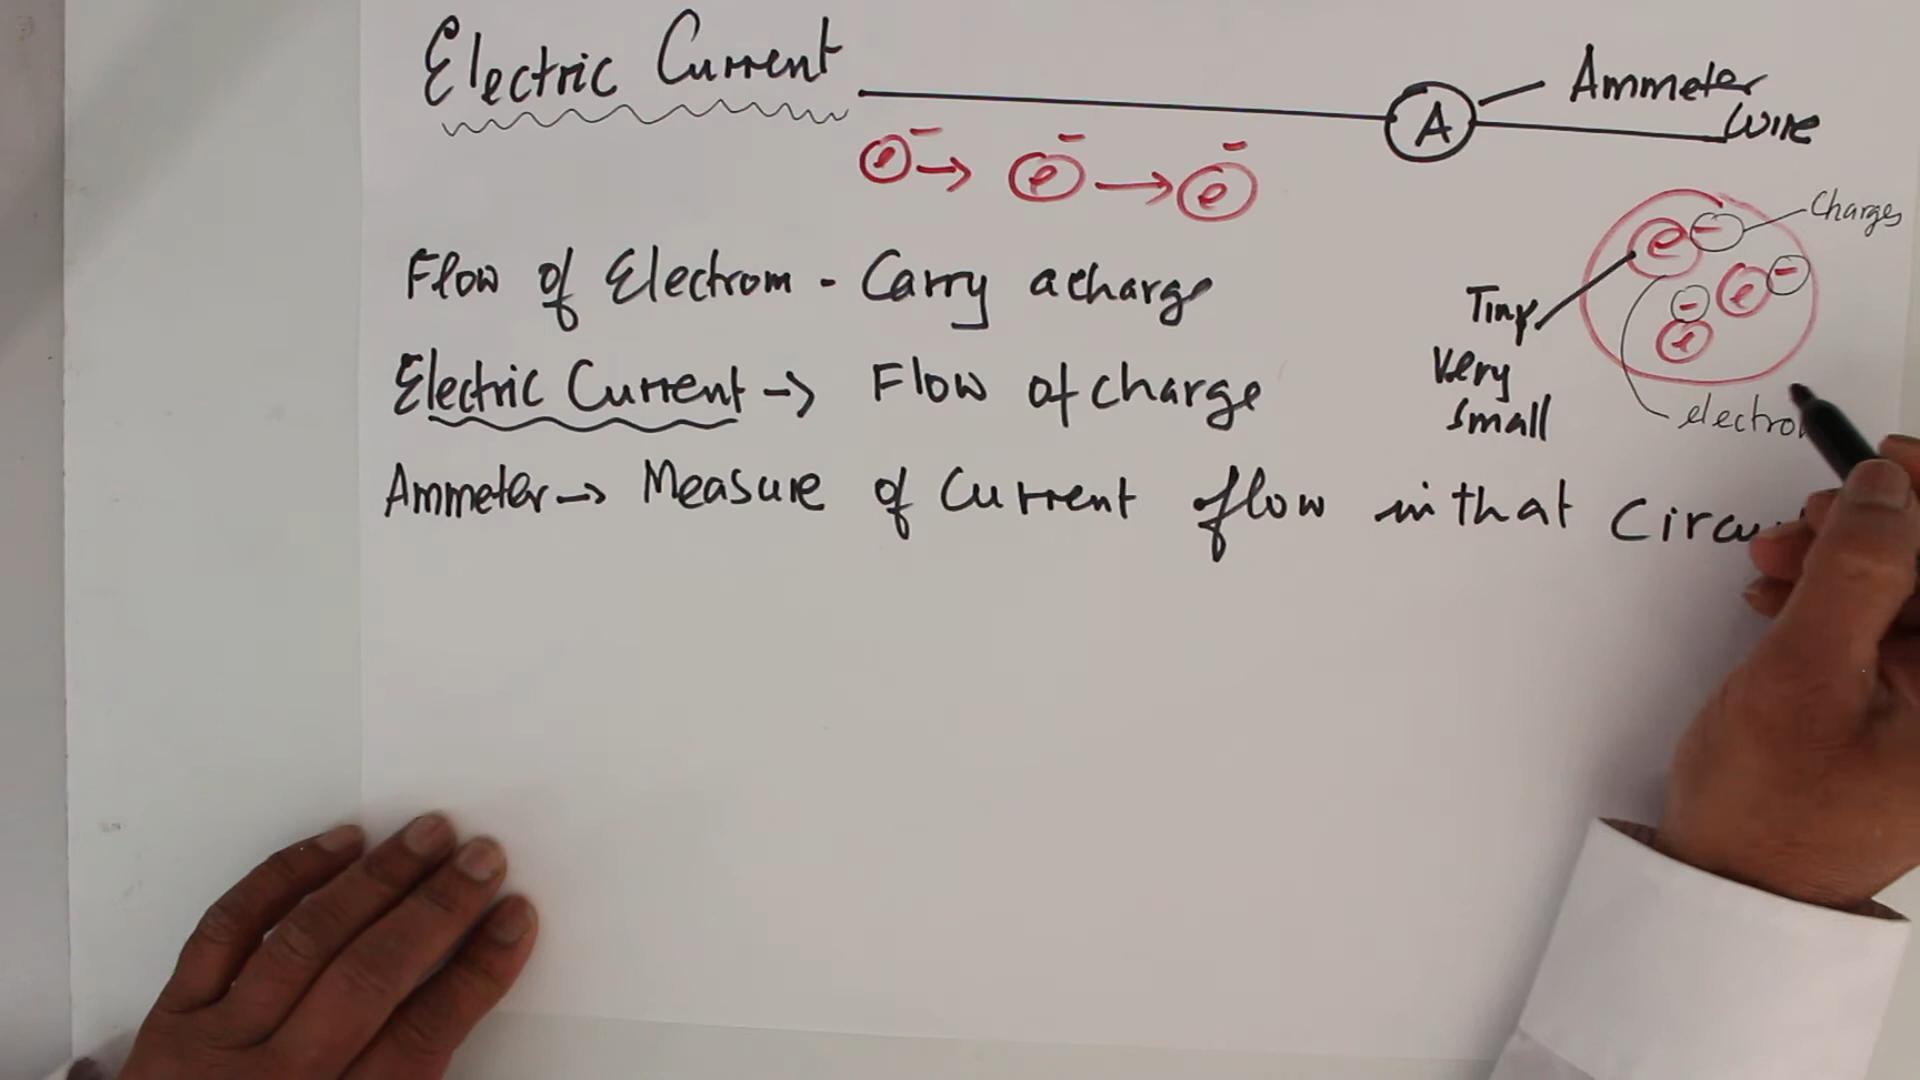 Electric Current
A
Ammeter
wire
e⁻ → e⁻ → e⁻
Charges
e⁻
e⁻
e⁻
Tiny
Very
small
Flow of Electrom - Carry a charge
Electric Current → Flow of charge
Ammeter → Measure of Current flow in that